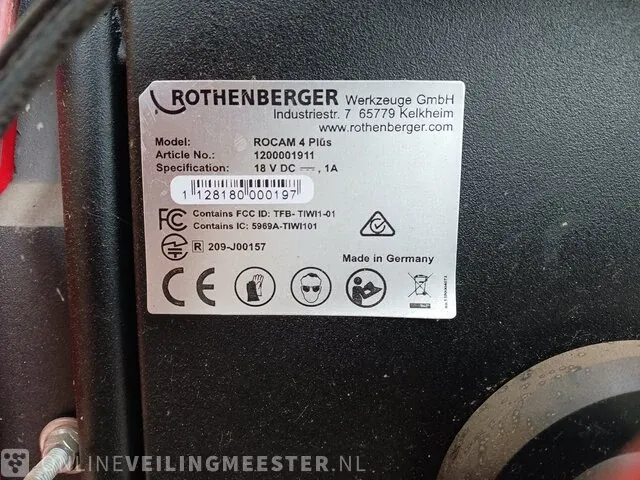 ROTHENBERGER Werkzeuge GmbH
Industriestr. 7 65779 Kelkheim
www.rothenberger.com
Model: ROCAM 4 Plus
Article No.: 1200001911
Specification: 18 V DC ⎓, 1A
1 128180 000197
FC Contains FCC ID: TFB- TIWI1-01
Contains IC: 5969A-TIWI101
R 209-J00157
Made in Germany
CE
ONLINEVEILINGMEESTER.NL